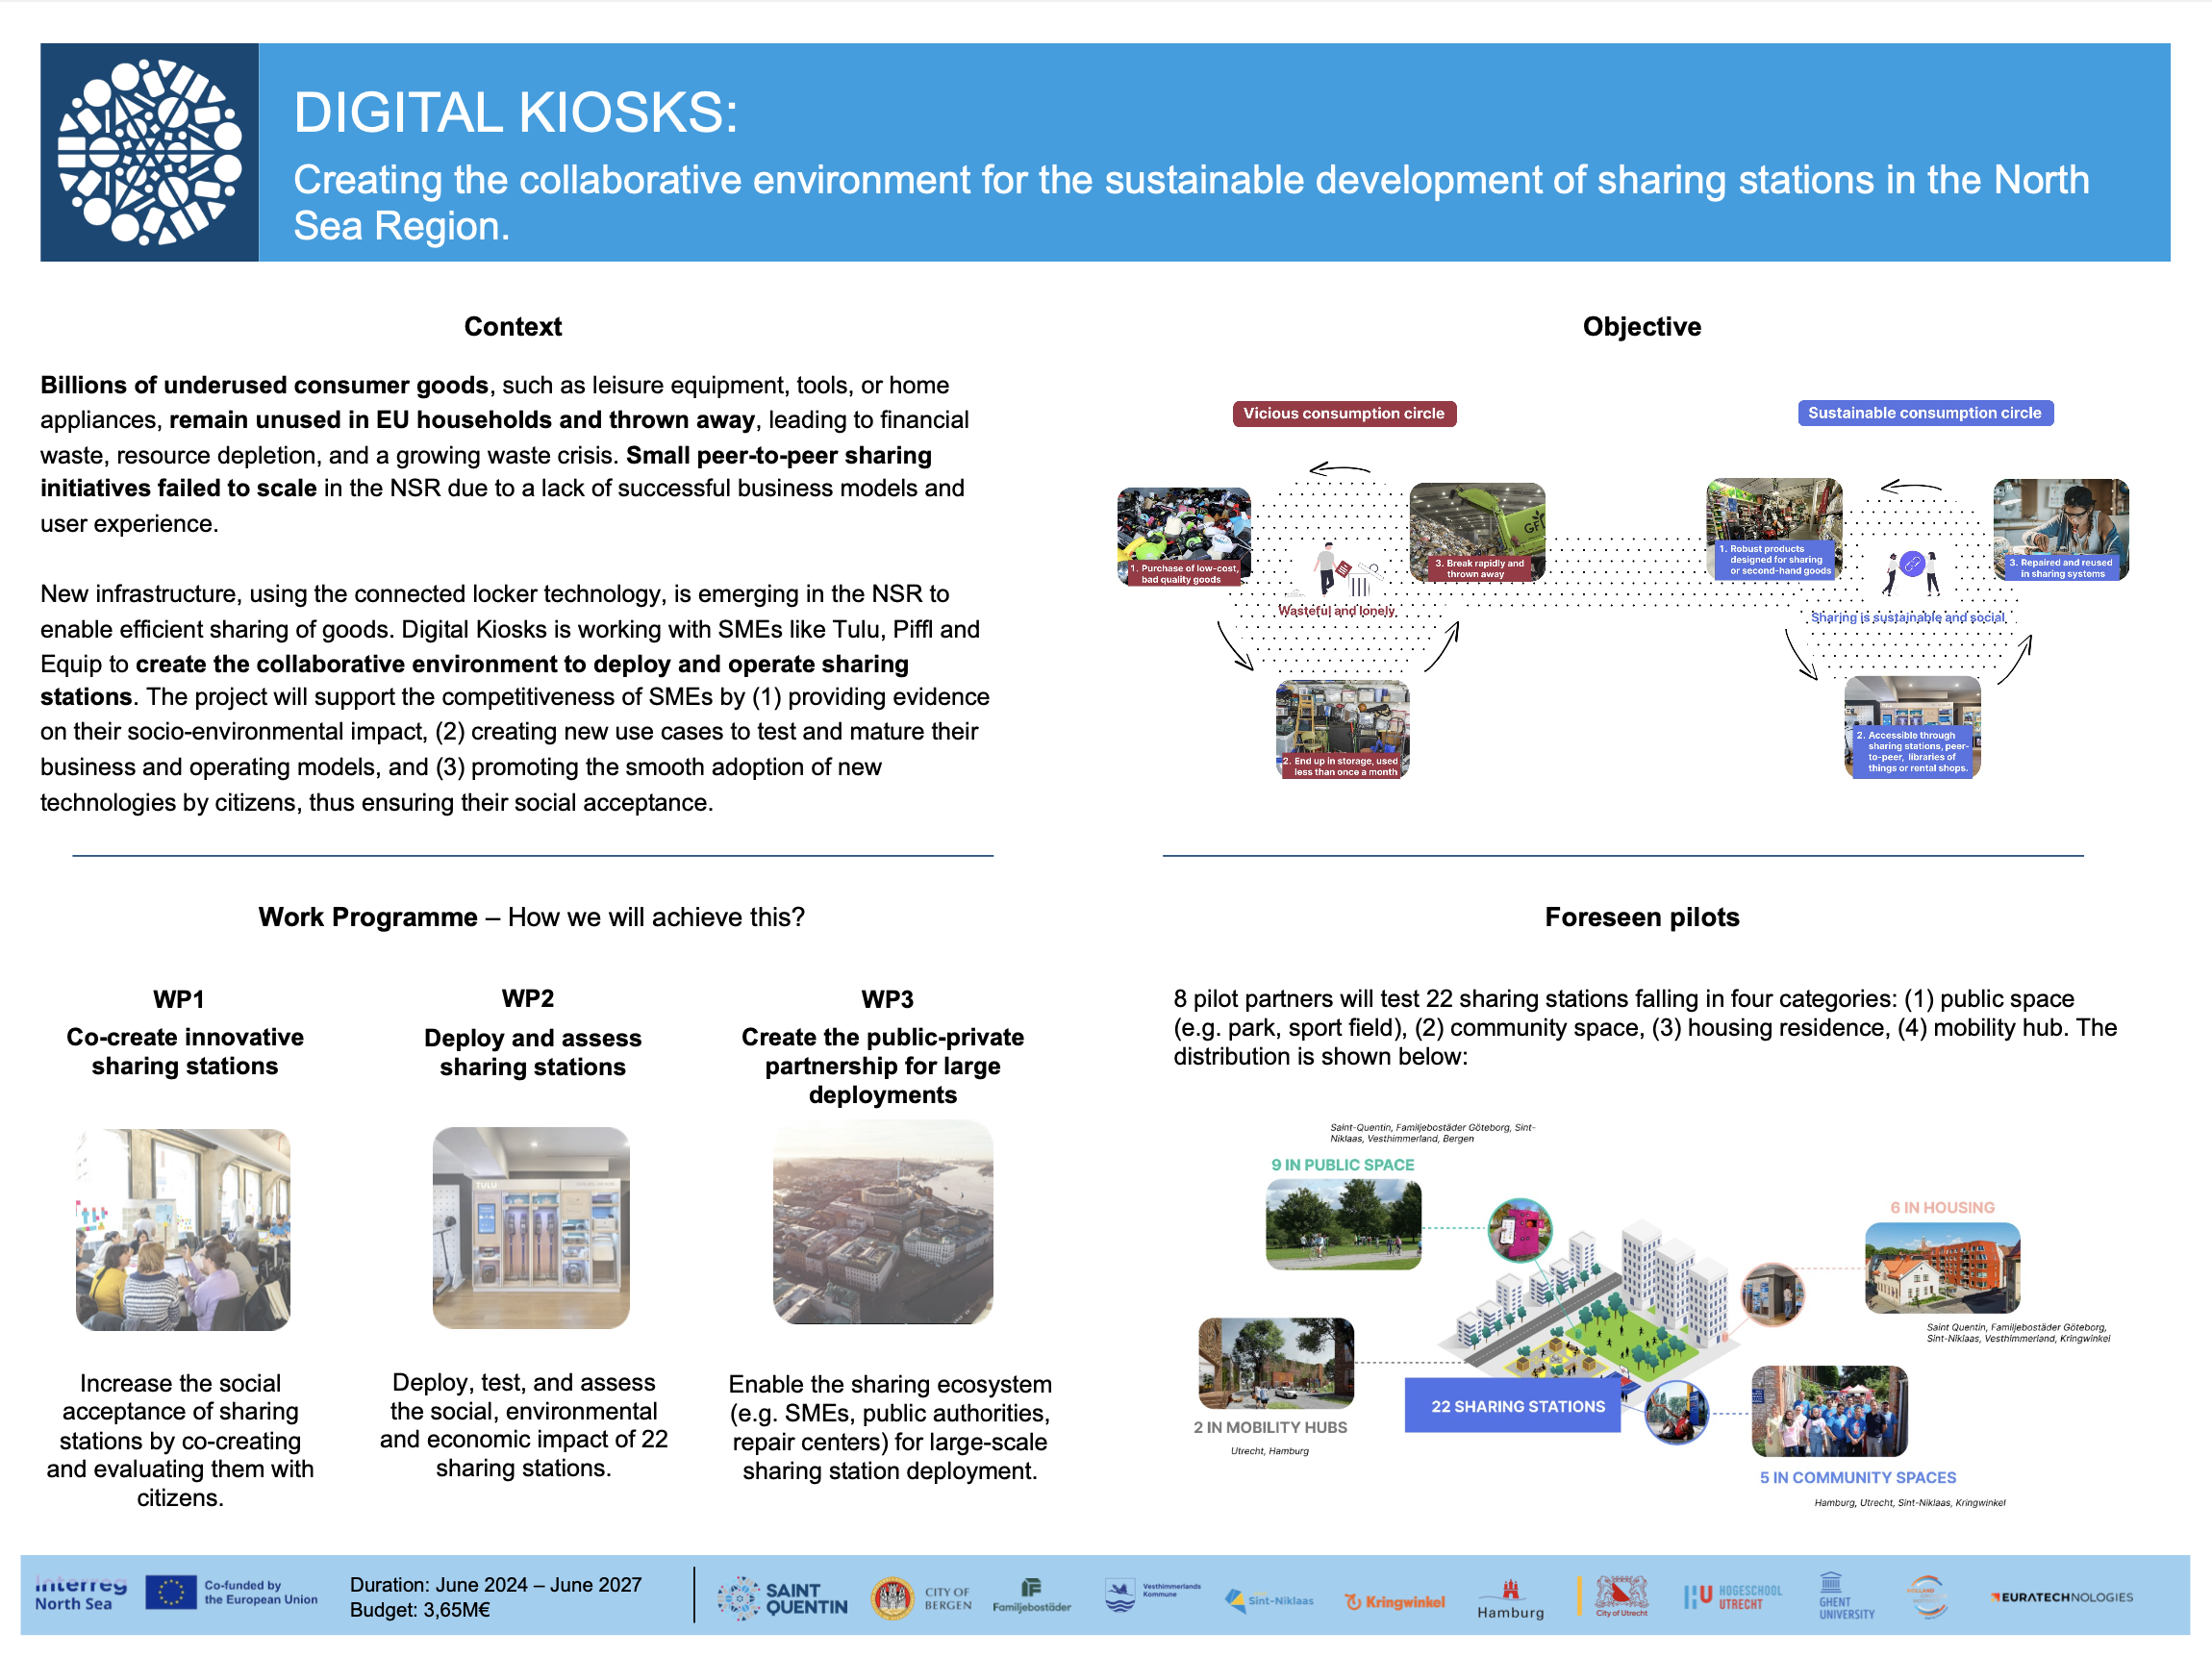 DIGITAL KIOSKS:
Creating the collaborative environment for the sustainable development of sharing stations in the North
Sea Region.
Context
Billions of underused consumer goods, such as leisure equipment, tools, or home
appliances, remain unused in EU households and thrown away, leading to financial
waste, resource depletion, and a growing waste crisis. Small peer-to-peer sharing
initiatives failed to scale in the NSR due to a lack of successful business models and
user experience.
New infrastructure, using the connected locker technology, is emerging in the NSR to
enable efficient sharing of goods. Digital Kiosks is working with SMEs like Tulu, Piffl and
Equip to create the collaborative environment to deploy and operate sharing
stations. The project will support the competitiveness of SMEs by (1) providing evidence
on their socio-environmental impact, (2) creating new use cases to test and mature their
business and operating models, and (3) promoting the smooth adoption of new
technologies by citizens, thus ensuring their social acceptance.
Objective
Vicious consumption circle
1. Purchase of low-cost,
bad quality goods
3. Break rapidly and
thrown away
Wasteful and lonely
2. End up in storage, used
less than once a month
Sustainable consumption circle
1. Robust products
designed for sharing
or second-hand goods
3. Repaired and reused
in sharing systems
Sharing is sustainable and social
2. Accessible through
sharing stations, peer-
to-peer, libraries of
things or rental shops.
Work Programme – How we will achieve this?
WP1
Co-create innovative
sharing stations
Increase the social
acceptance of sharing
stations by co-creating
and evaluating them with
citizens.
WP2
Deploy and assess
sharing stations
TULU
Deploy, test, and assess
the social, environmental
and economic impact of 22
sharing stations.
WP3
Create the public-private
partnership for large
deployments
Enable the sharing ecosystem
(e.g. SMEs, public authorities,
repair centers) for large-scale
sharing station deployment.
Foreseen pilots
8 pilot partners will test 22 sharing stations falling in four categories: (1) public space
(e.g. park, sport field), (2) community space, (3) housing residence, (4) mobility hub. The
distribution is shown below:
Saint-Quentin, Familjebostäder Göteborg, Sint-
Niklaas, Vesthimmerland, Bergen
9 IN PUBLIC SPACE
6 IN HOUSING
Saint Quentin, Familjebostäder Göteborg,
Sint-Niklaas, Vesthimmerland, Kringwinkel
2 IN MOBILITY HUBS
Utrecht, Hamburg
22 SHARING STATIONS
5 IN COMMUNITY SPACES
Hamburg, Utrecht, Sint-Niklaas, Kringwinkel
Interreg
North Sea
Co-funded by
the European Union
Duration: June 2024 – June 2027
Budget: 3,65M€
SAINT
QUENTIN
CITY OF
BERGEN
Familjebostäder
Vesthimmerlands
Kommune
Sint-Niklaas
Kringwinkel
Hamburg
City of Utrecht
HU HOGESCHOOL
UTRECHT
GHENT
UNIVERSITY
EURATECHNOLOGIES